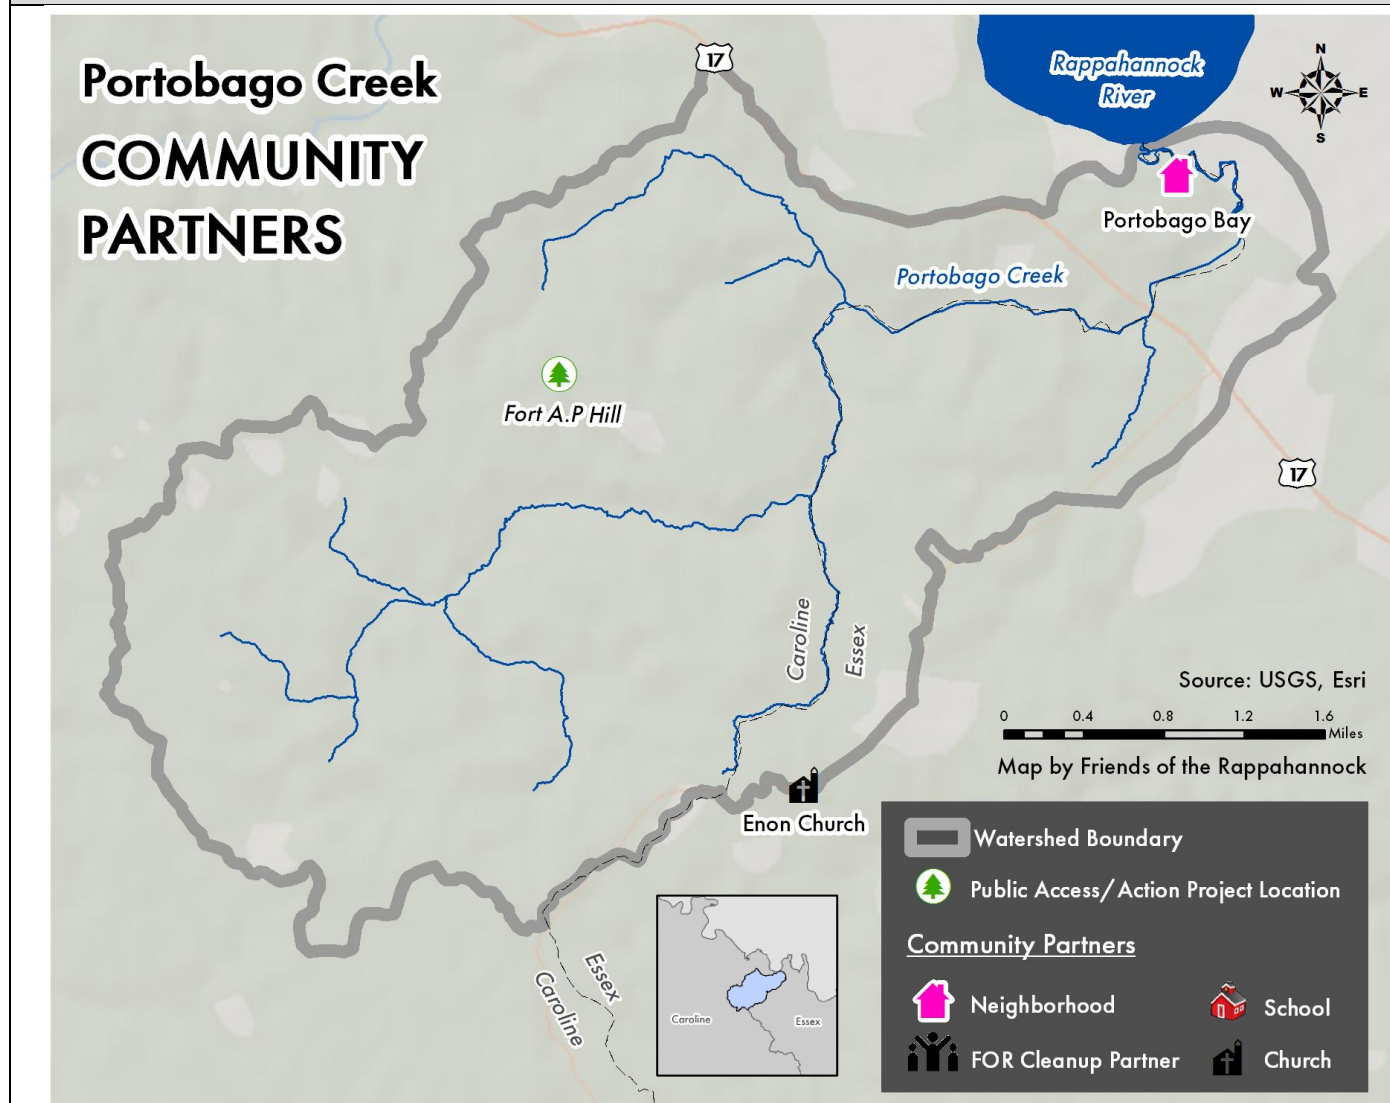 Portobago Creek
COMMUNITY
PARTNERS
17
Rappahannock
River
N
W
E
S
Portobago Bay
Portobago Creek
Fort A.P Hill
17
Caroline
Essex
Source: USGS, Esri
0 0.4 0.8 1.2 1.6
Miles
Map by Friends of the Rappahannock
Enon Church
Essex
Caroline
Caroline
Essex
Watershed Boundary
Public Access/Action Project Location
Community Partners
Neighborhood
School
FOR Cleanup Partner
Church